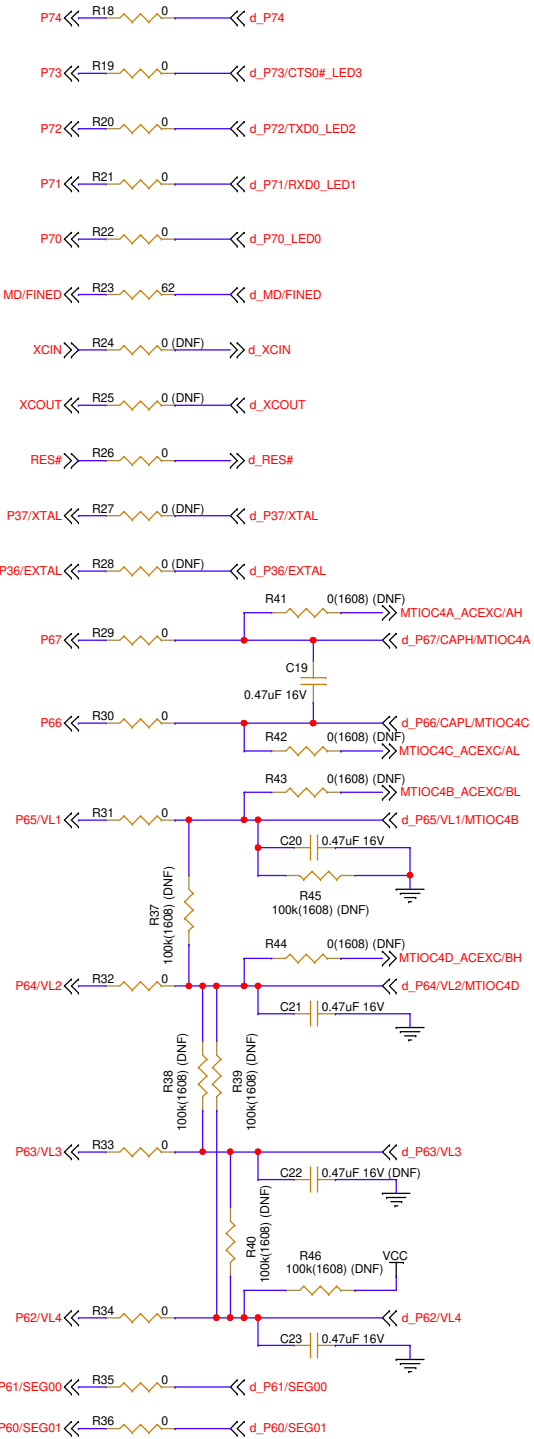 P74 R18 0 d_P74
P73 R19 0 d_P73/CTS0#_LED3
P72 R20 0 d_P72/TXD0_LED2
P71 R21 0 d_P71/RXD0_LED1
P70 R22 0 d_P70_LED0
MD/FINED R23 62 d_MD/FINED
XCIN R24 0 (DNF) d_XCIN
XCOUT R25 0 (DNF) d_XCOUT
RES# R26 0 d_RES#
P37/XTAL R27 0 (DNF) d_P37/XTAL
P36/EXTAL R28 0 (DNF) d_P36/EXTAL
R41 0(1608) (DNF)
MTIOC4A_ACEXC/AH
P67 R29 0 d_P67/CAPH/MTIOC4A
C19
0.47uF 16V
P66 R30 0 d_P66/CAPL/MTIOC4C
R42 0(1608) (DNF)
MTIOC4C_ACEXC/AL
R43 0(1608) (DNF)
MTIOC4B_ACEXC/BL
P65/VL1 R31 0 d_P65/VL1/MTIOC4B
C20 0.47uF 16V
R45
100k(1608) (DNF)
R37
100k(1608) (DNF)
R44 0(1608) (DNF)
MTIOC4D_ACEXC/BH
P64/VL2 R32 0 d_P64/VL2/MTIOC4D
C21 0.47uF 16V
R38
100k(1608) (DNF)
R39
100k(1608) (DNF)
P63/VL3 R33 0 d_P63/VL3
C22 0.47uF 16V (DNF)
R40
100k(1608) (DNF)
R46 VCC
100k(1608) (DNF)
P62/VL4 R34 0 d_P62/VL4
C23 0.47uF 16V
P61/SEG00 R35 0 d_P61/SEG00
P60/SEG01 R36 0 d_P60/SEG01